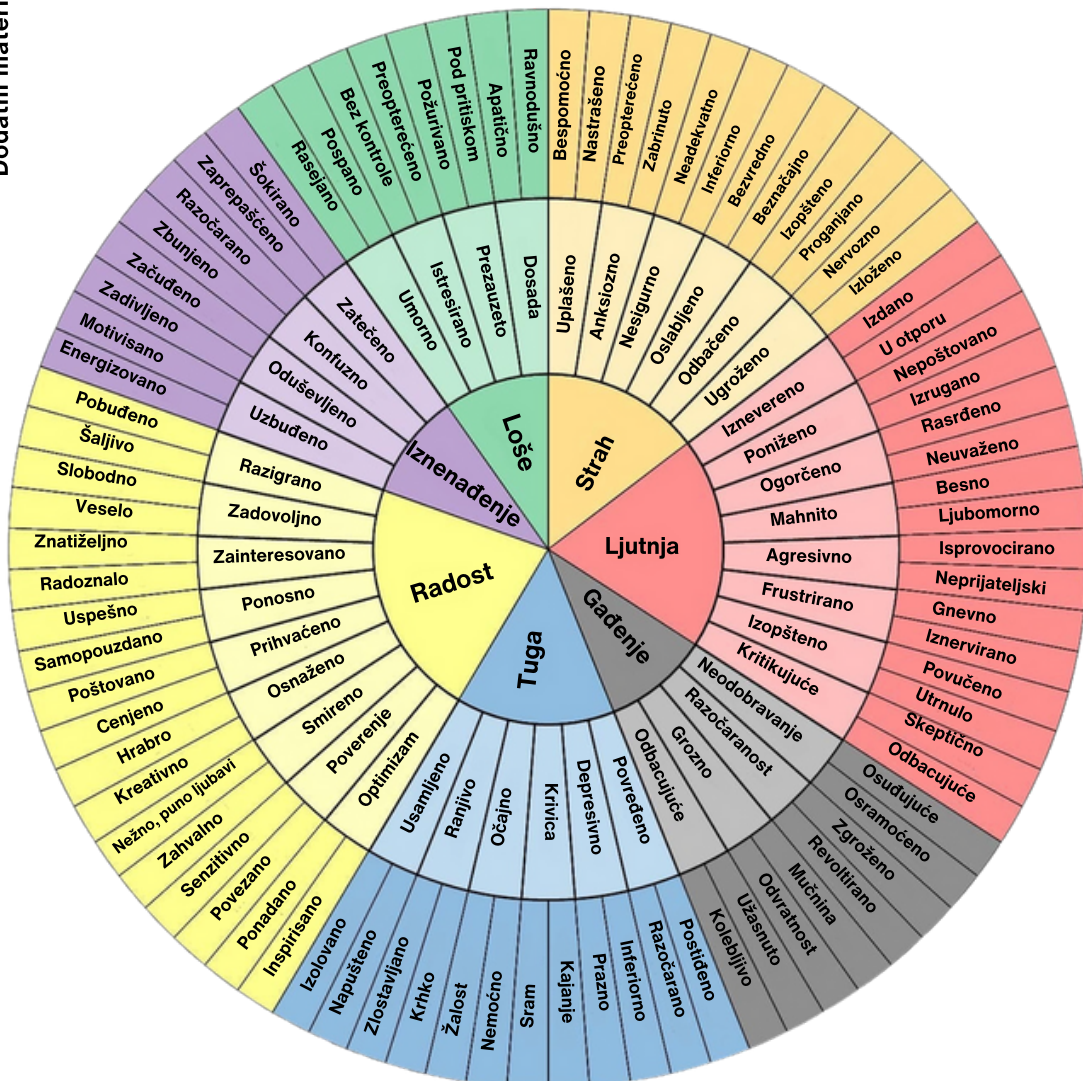 Dodatni
Loše
Strah
Ljutnja
Gađenje
Tuga
Radost
Iznenađenje
Dosada
Uplašeno
Anksiozno
Nesigurno
Oslabljeno
Odbačeno
Ugroženo
Iznevereno
Poniženo
Ogorčeno
Mahnito
Agresivno
Frustrirano
Izopšteno
Kritikujuće
Neodobravanje
Razočaranost
Grozno
Odbacujuće
Povređeno
Depresivno
Krivica
Očajno
Ranjivo
Usamljeno
Optimizam
Poverenje
Smireno
Osnaženo
Prihvaćeno
Ponosno
Zainteresovano
Zadovoljno
Razigrano
Uzbuđeno
Oduševljeno
Konfuzno
Zatečeno
Umorno
Istresirano
Prezauzeto
Ravnodušno
Bespomoćno
Nastrašeno
Preopterećeno
Zabrinuto
Neadekvatno
Inferiorno
Bezvredno
Beznačajno
Izopšteno
Proganjano
Nervozno
Izloženo
Izdano
U otporu
Nepoštovano
Izrugano
Rasrđeno
Neuvaženo
Besno
Ljubomorno
Isprovocirano
Neprijateljski
Gnevno
Iznervirano
Povučeno
Utrnulo
Skeptično
Odbacujuće
Osuđujuće
Osramoćeno
Zgroženo
Revoltirano
Mučnina
Odvratnost
Užasnuto
Kolebljivo
Postiđeno
Razočarano
Inferiorno
Prazno
Kajanje
Sram
Nemoćno
Žalost
Krhko
Zlostavljano
Napušteno
Izolovano
Inspirisano
Ponadano
Povezano
Senzitivno
Zahvalno
Nežno, puno ljubavi
Kreativno
Hrabro
Cenjeno
Poštovano
Samopouzdano
Uspešno
Radoznalo
Znatiželjno
Veselo
Slobodno
Šaljivo
Pobuđeno
Energizovano
Motivisano
Zadivljeno
Začuđeno
Zbunjeno
Razočarano
Zaprepašćeno
Šokirano
Rasejano
Pospano
Bez kontrole
Preopterećeno
Požurivano
Pod pritiskom
Apatično